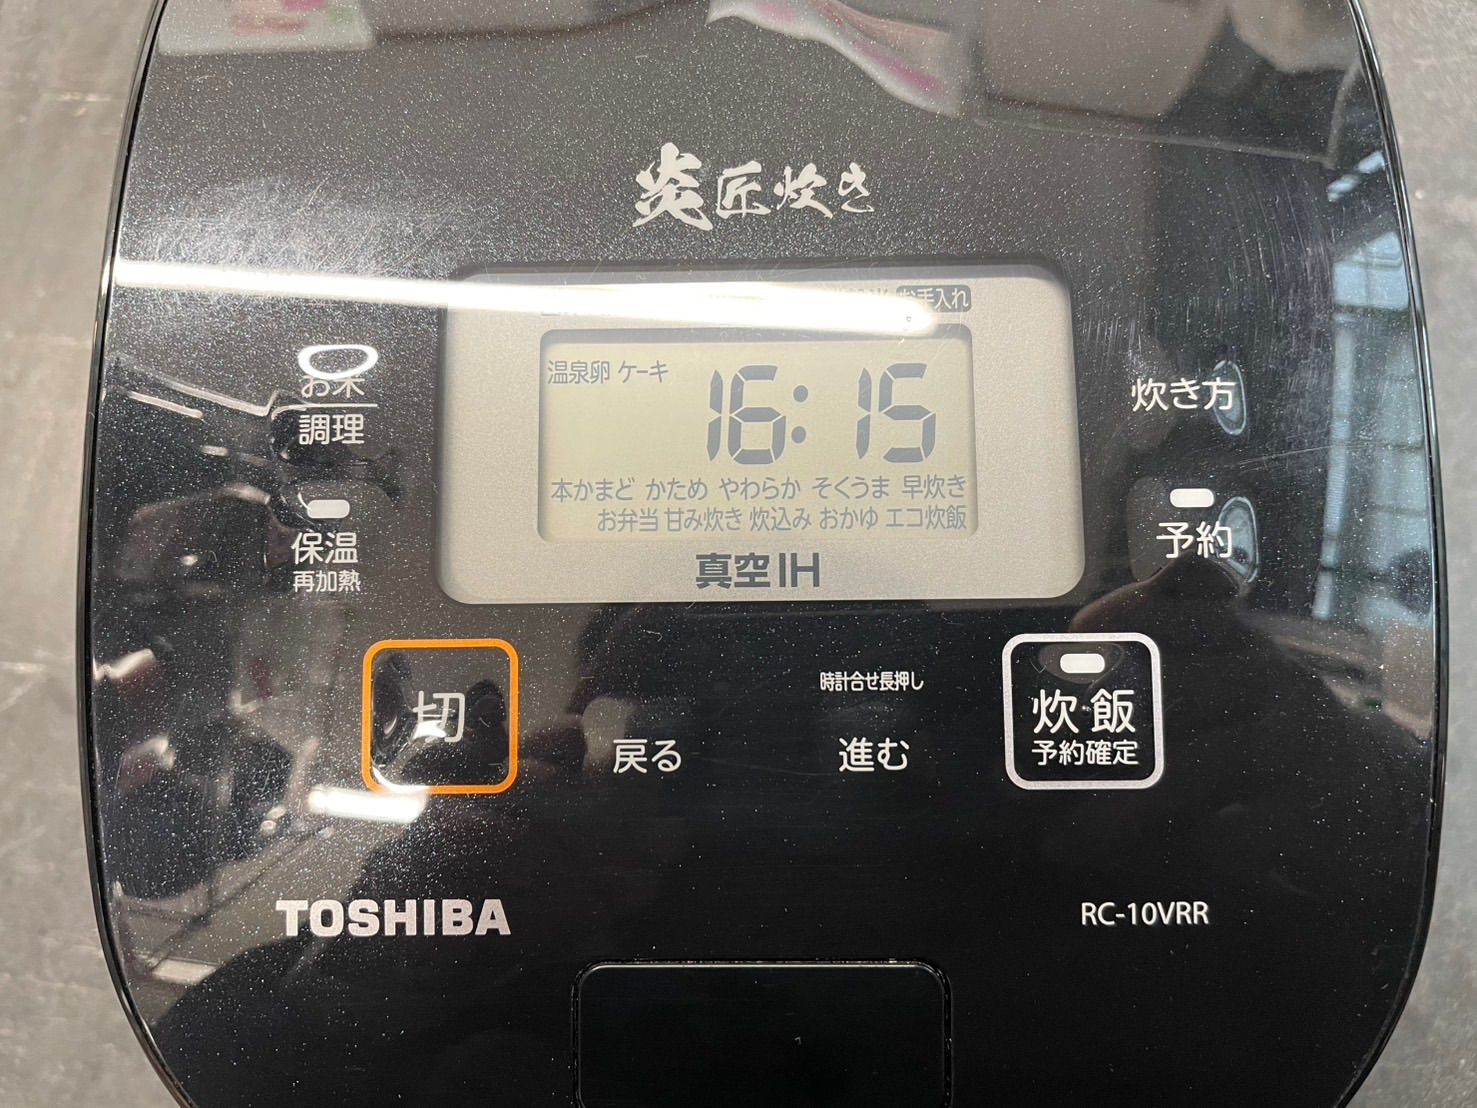 炎匠炊き
お手入れ
お米
調理
温泉卵 ケーキ
16:15
炊き方
本かまど かため やわらか そくうま 早炊き
お弁当 甘み炊き 炊込み おかゆ エコ炊飯
真空IH
保温
再加熱
予約
切
戻る
時計合せ長押し
進む
炊飯
予約確定
TOSHIBA
RC-10VRR